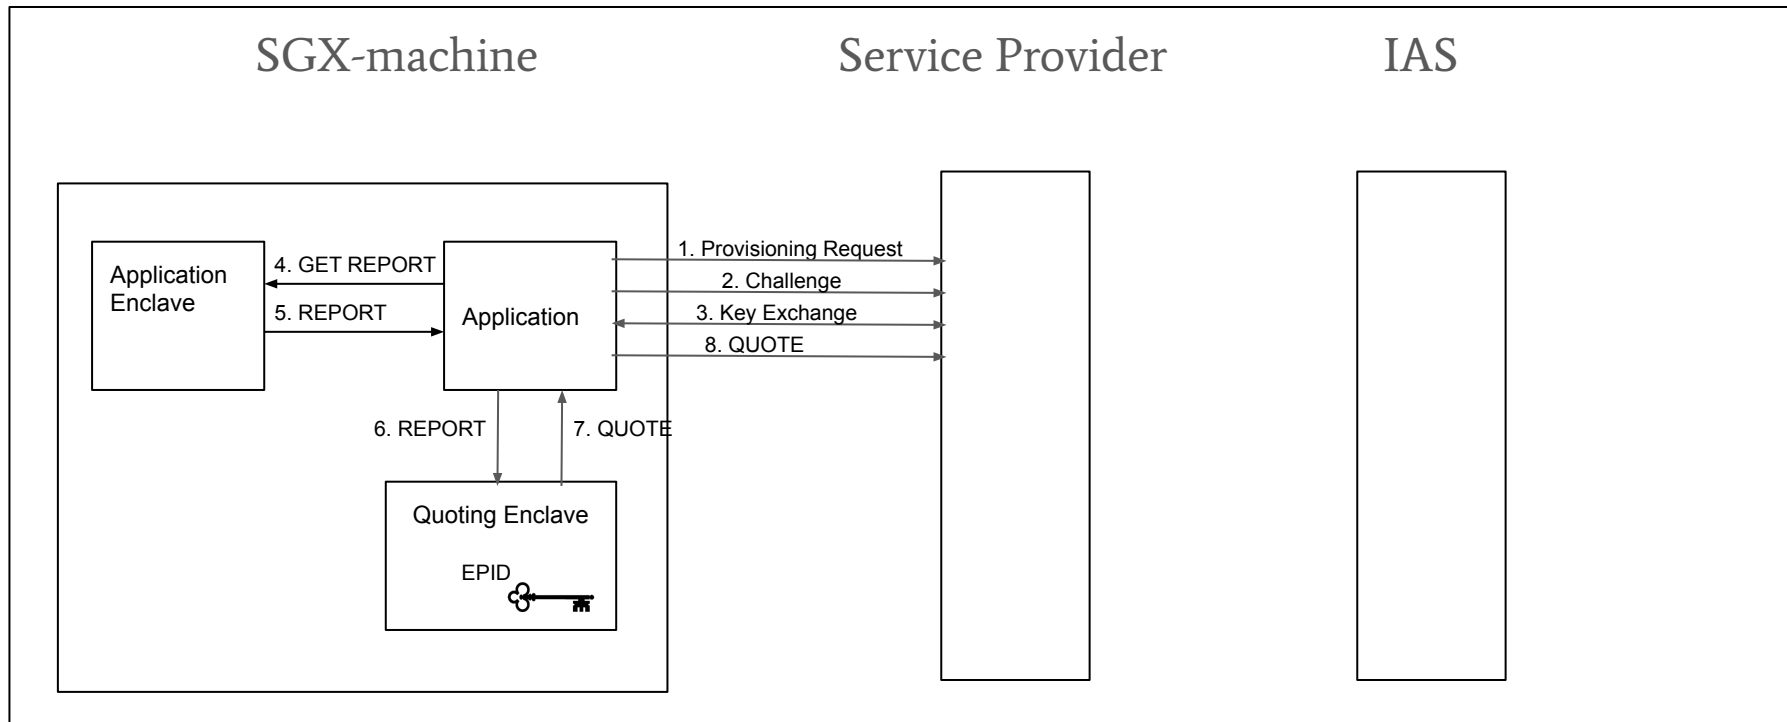 SGX-machine
Service Provider
IAS
Application
Enclave
4. GET REPORT
5. REPORT
Application
1. Provisioning Request
2. Challenge
3. Key Exchange
8. QUOTE
6. REPORT
7. QUOTE
Quoting Enclave
EPID